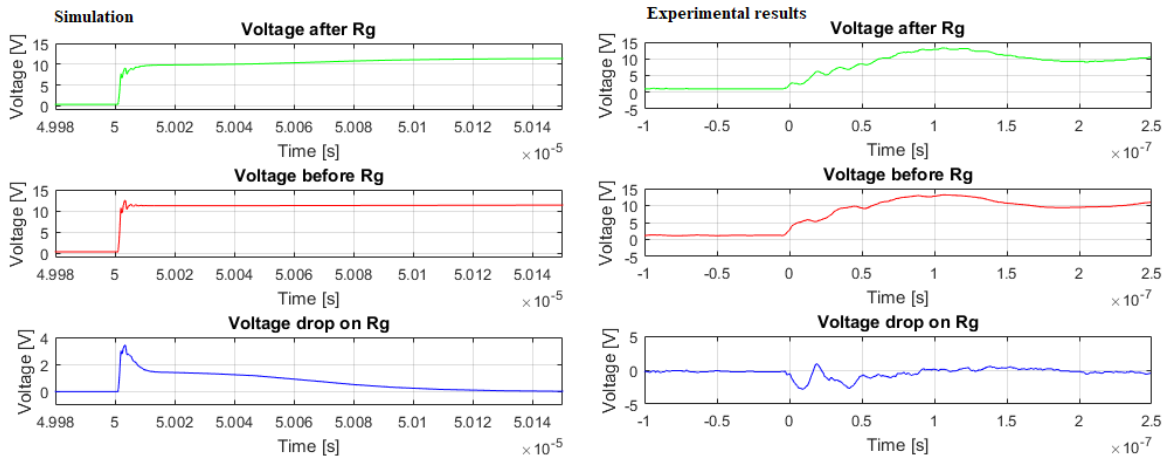 Simulation
Voltage after Rg
Voltage [V]
15
10
5
0
4.998 5 5.002 5.004 5.006 5.008 5.01 5.012 5.014
Time [s]
× 10^-5
Voltage before Rg
Voltage [V]
15
10
5
0
4.998 5 5.002 5.004 5.006 5.008 5.01 5.012 5.014
Time [s]
× 10^-5
Voltage drop on Rg
Voltage [V]
4
2
0
4.998 5 5.002 5.004 5.006 5.008 5.01 5.012 5.014
Time [s]
× 10^-5
Experimental results
Voltage after Rg
Voltage [V]
15
10
5
0
-5
-1 -0.5 0 0.5 1 1.5 2 2.5
Time [s]
× 10^-7
Voltage before Rg
Voltage [V]
15
10
5
0
-5
-1 -0.5 0 0.5 1 1.5 2 2.5
Time [s]
× 10^-7
Voltage drop on Rg
Voltage [V]
5
0
-5
-1 -0.5 0 0.5 1 1.5 2 2.5
Time [s]
× 10^-7